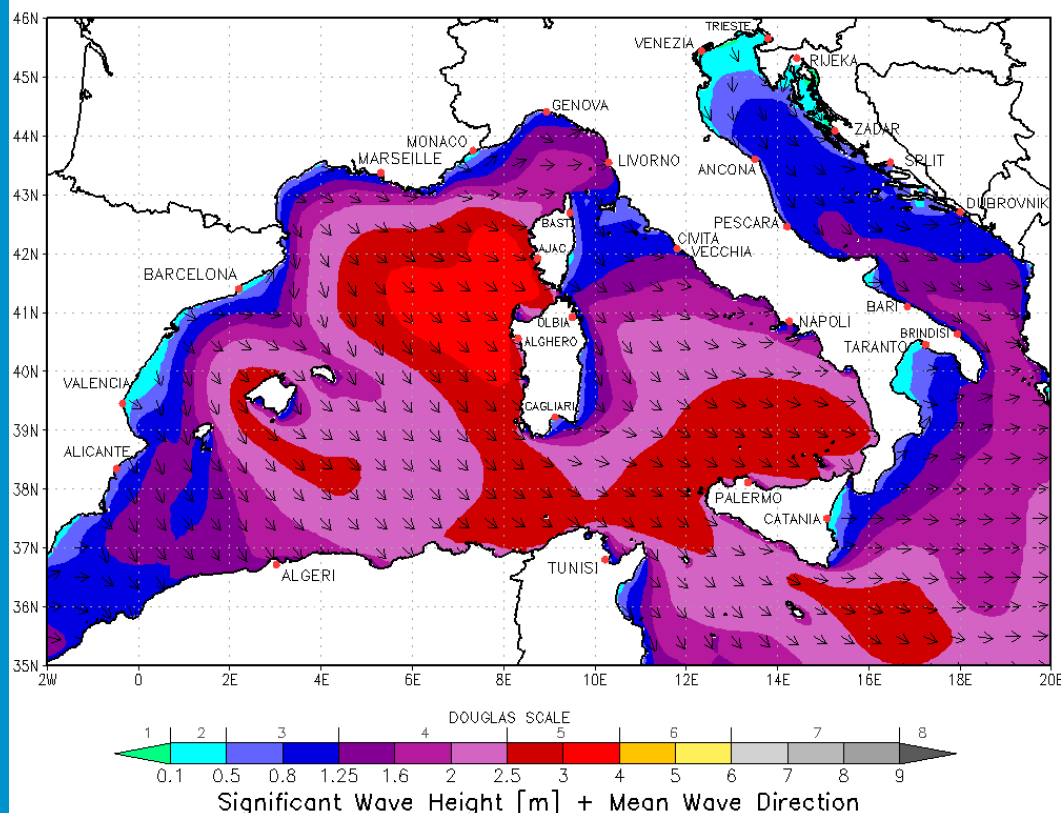 46N
TRIESTE
VENEZIA
RIJEKA
45N
GENOVA
44N
MONACO
ZADAR
MARSEILLE
LIVORNO
ANCONA
SPLIT
43N
BASTI
PESCARA
DUBROVNIK
42N
AJAC
CIVITA
VECCHIA
BARCELONA
41N
OLBIA
NAPOLI
BARI
ALGHERO
BRINDISI
TARANTO
40N
VALENCIA
CAGLIARI
39N
ALICANTE
38N
PALERMO
CATANIA
37N
ALGERI
TUNISI
36N
35N
2W 0 2E 4E 6E 8E 10E 12E 14E 16E 18E 20E
DOUGLAS SCALE
1 2 3 4 5 6 7 8
0.1 0.5 0.8 1.25 1.6 2 2.5 3 4 5 6 7 8 9
Significant Wave Height [m] + Mean Wave Direction